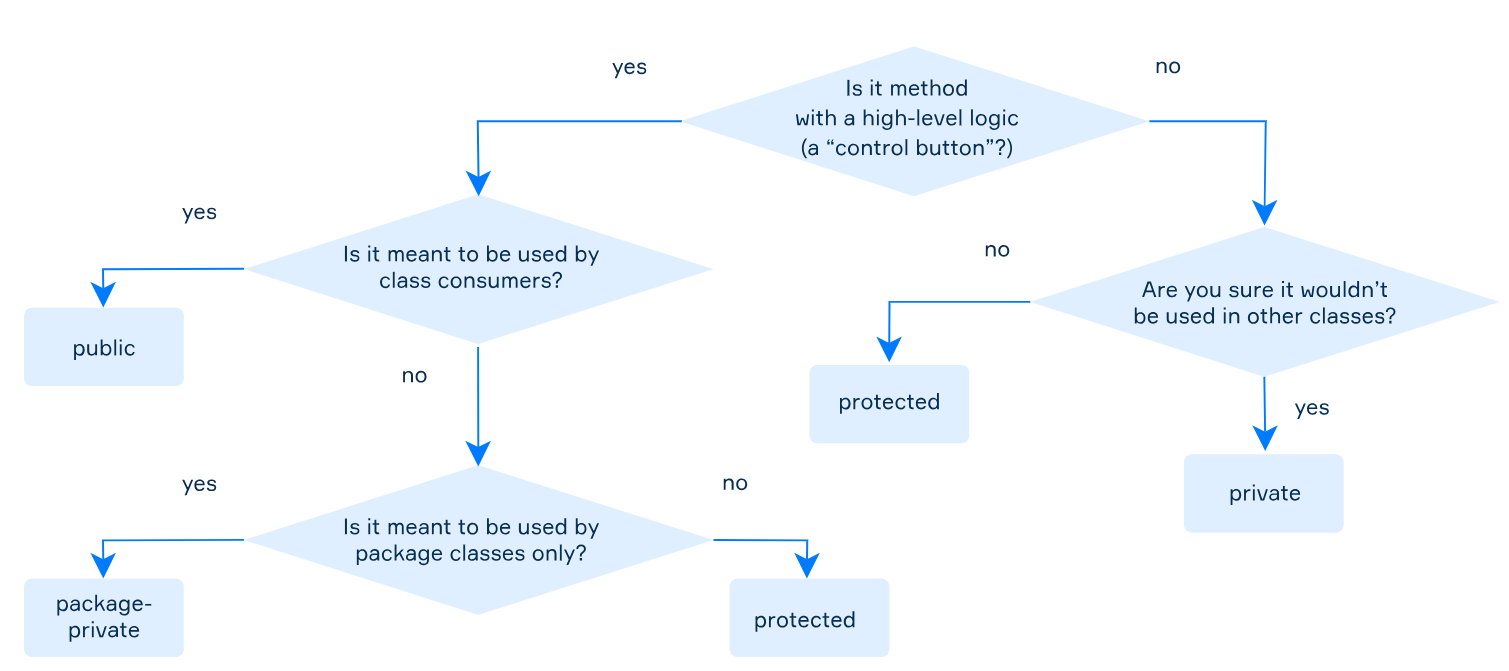 yes
Is it method
with a high-level logic
(a “control button”?)
no
yes
Is it meant to be used by
class consumers?
no
Are you sure it wouldn’t
be used in other classes?
public
no
protected
yes
private
yes
Is it meant to be used by
package classes only?
no
package-
private
protected